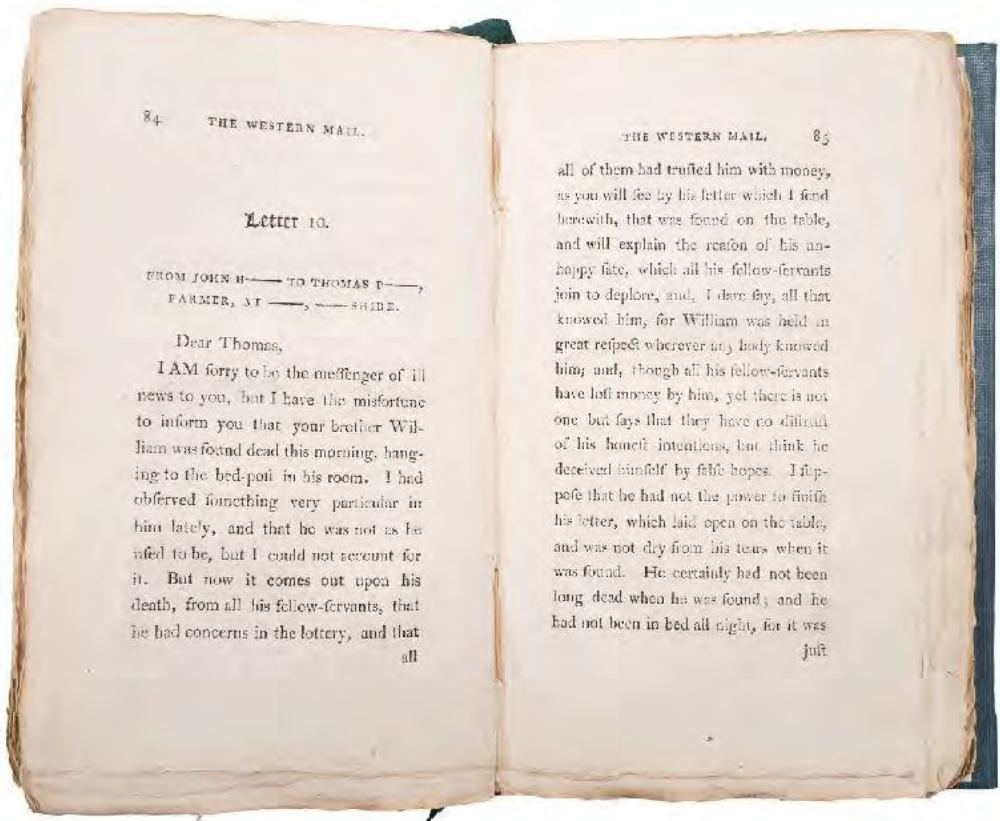 84 THE WESTERN MAIL.
Letter 10.
FROM JOHN H—— TO THOMAS P——,
FARMER, AT ——, ——SHIRE.
Dear Thomas,
I AM ſorry to be the meſſenger of ill
news to you, but I have the misfortune
to inform you that your brother Wil-
liam was found dead this morning, hang-
ing to the bed-poſt in his room. I had
obſerved ſomething very particular in
him lately, and that he was not as he
uſed to be, but I could not account for
it. But now it comes out upon his
death, from all his fellow-ſervants, that
he had concerns in the lottery, and that
all
THE WESTERN MAIL. 85
all of them had truſted him with money,
as you will ſee by his letter which I ſend
herewith, that was found on the table,
and will explain the reaſon of his un-
happy fate, which all his fellow-ſervants
join to deplore, and, I dare ſay, all that
knowed him, for William was held in
great reſpect wherever any body knowed
him; and, though all his fellow-ſervants
have loſt money by him, yet there is not
one but ſays that they have no diſtruſt
of his honeſt intentions, but think he
deceived himſelf by falſe hopes. I ſup-
poſe that he had not the power to finiſh
his letter, which laid open on the table,
and was not dry from his tears when it
was found. He certainly had not been
long dead when he was found; and he
had not been in bed all night, for it was
juſt